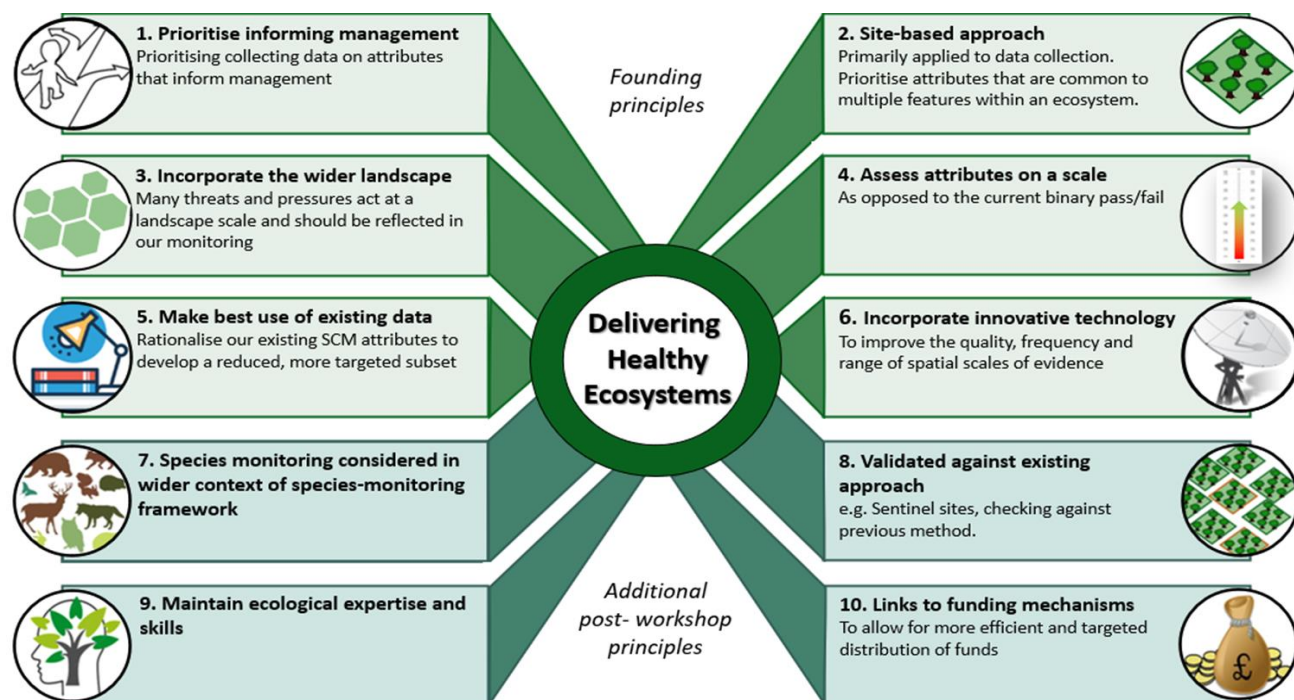 1. Prioritise informing management
Prioritising collecting data on attributes
that inform management
Founding
principles
2. Site-based approach
Primarily applied to data collection.
Prioritise attributes that are common to
multiple features within an ecosystem.
3. Incorporate the wider landscape
Many threats and pressures act at a
landscape scale and should be reflected in
our monitoring
4. Assess attributes on a scale
As opposed to the current binary pass/fail
5. Make best use of existing data
Rationalise our existing SCM attributes to
develop a reduced, more targeted subset
Delivering
Healthy
Ecosystems
6. Incorporate innovative technology
To improve the quality, frequency and
range of spatial scales of evidence
7. Species monitoring considered in
wider context of species-monitoring
framework
8. Validated against existing
approach
e.g. Sentinel sites, checking against
previous method.
9. Maintain ecological expertise and
skills
Additional
post- workshop
principles
10. Links to funding mechanisms
To allow for more efficient and targeted
distribution of funds
£